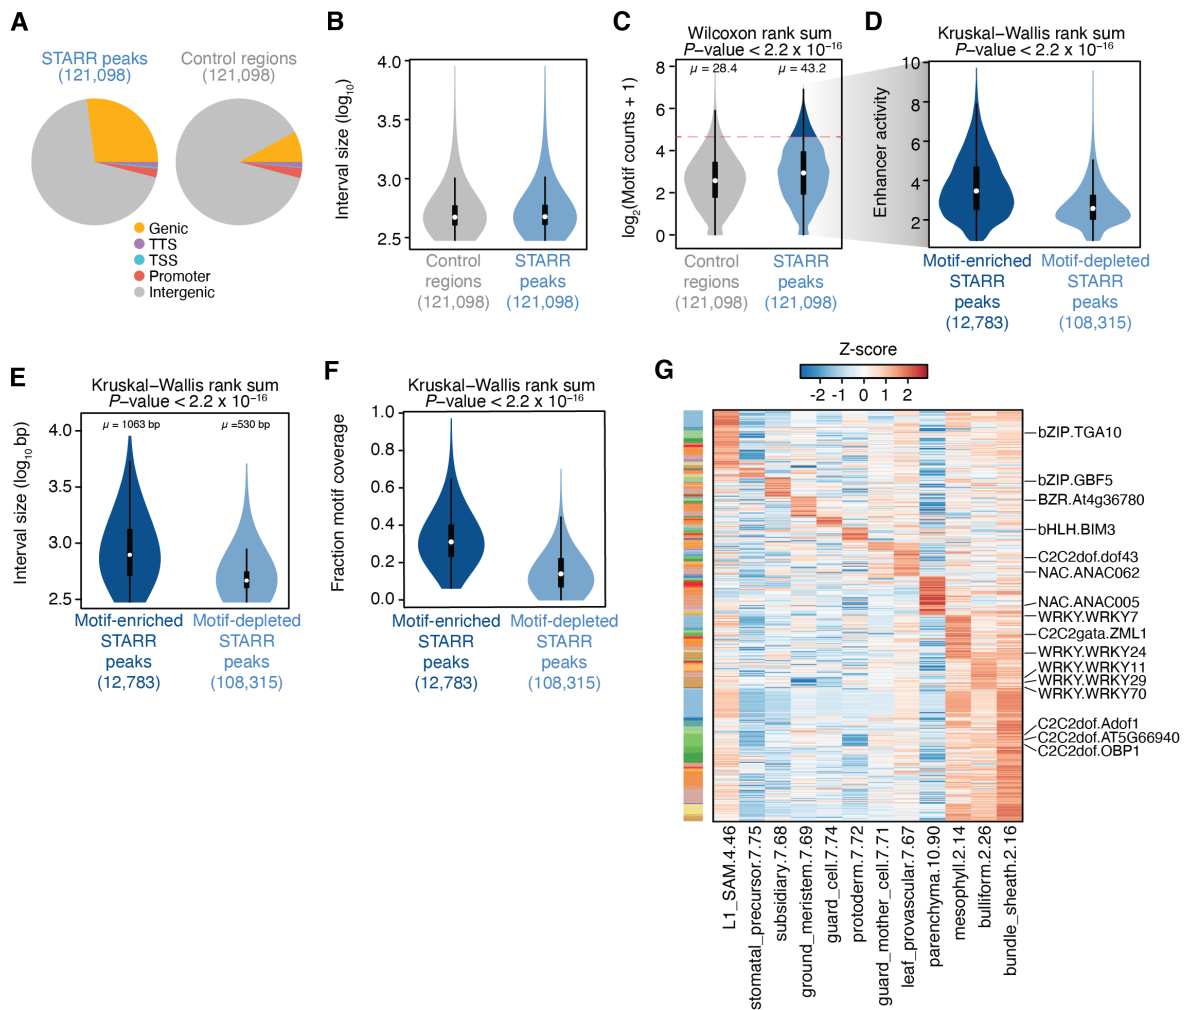 A
STARR peaks
(121,098)
Control regions
(121,098)
Genic
TTS
TSS
Promoter
Intergenic
B
Interval size (log10)
4.0
3.5
3.0
2.5
Control
regions
(121,098)
STARR
peaks
(121,098)
C
Wilcoxon rank sum
P−value < 2.2 x 10−16
μ = 28.4
μ = 43.2
log2(Motif counts + 1)
8
6
4
2
0
Control
regions
(121,098)
STARR
peaks
(121,098)
D
Kruskal−Wallis rank sum
P−value < 2.2 x 10−16
Enhancer activity
10
8
6
4
2
Motif-enriched
STARR
peaks
(12,783)
Motif-depleted
STARR
peaks
(108,315)
E
Kruskal−Wallis rank sum
P−value < 2.2 x 10−16
μ = 1063 bp
μ =530 bp
Interval size (log10 bp)
4.0
3.5
3.0
2.5
Motif-enriched
STARR
peaks
(12,783)
Motif-depleted
STARR
peaks
(108,315)
F
Kruskal−Wallis rank sum
P−value < 2.2 x 10−16
Fraction motif coverage
1.0
0.8
0.6
0.4
0.2
0.0
Motif-enriched
STARR
peaks
(12,783)
Motif-depleted
STARR
peaks
(108,315)
G
Z-score
-2 -1 0 1 2
bZIP.TGA10
bZIP.GBF5
BZR.At4g36780
bHLH.BIM3
C2C2dof.dof43
NAC.ANAC062
NAC.ANAC005
WRKY.WRKY7
C2C2gata.ZML1
WRKY.WRKY24
WRKY.WRKY11
WRKY.WRKY29
WRKY.WRKY70
C2C2dof.Adof1
C2C2dof.AT5G66940
C2C2dof.OBP1
L1_SAM.4.46
stomatal_precursor.7.75
subsidiary.7.68
ground_meristem.7.69
guard_cell.7.74
protoderm.7.72
guard_mother_cell.7.71
leaf_provascular.7.67
parenchyma.10.90
mesophyll.2.14
bulliform.2.26
bundle_sheath.2.16